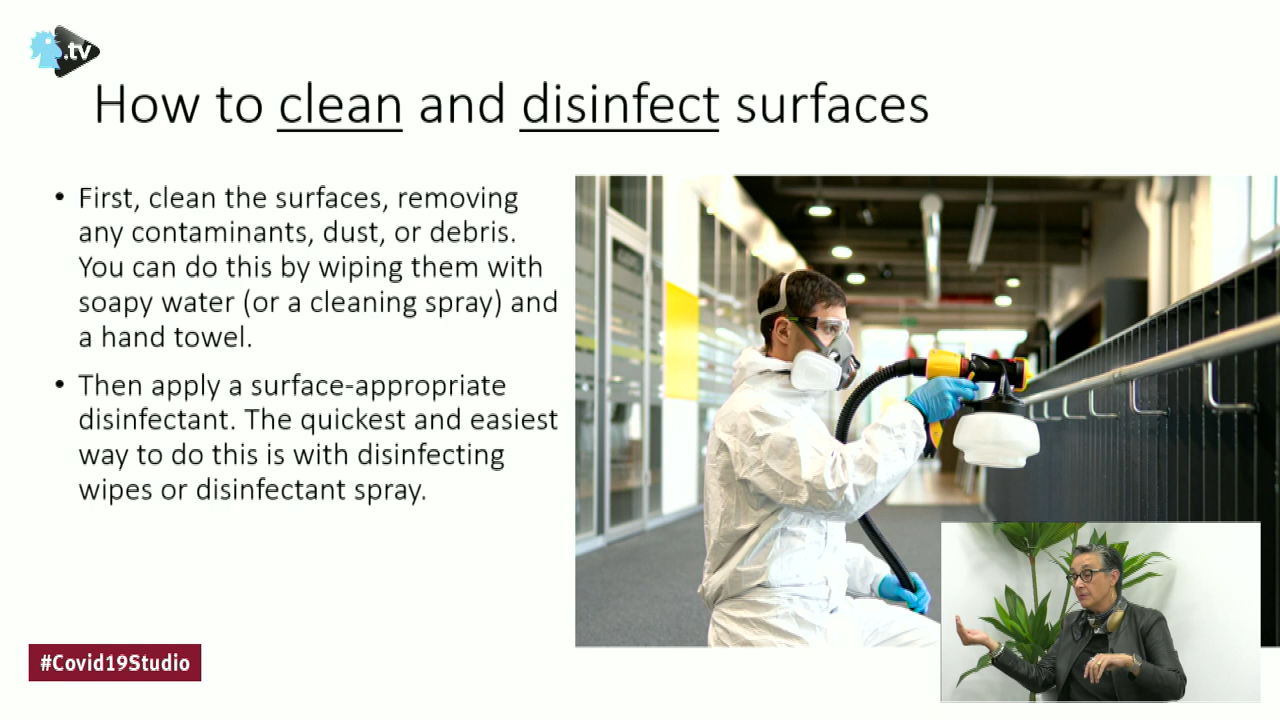 .tv
How to clean and disinfect surfaces
• First, clean the surfaces, removing
any contaminants, dust, or debris.
You can do this by wiping them with
soapy water (or a cleaning spray) and
a hand towel.
• Then apply a surface-appropriate
disinfectant. The quickest and easiest
way to do this is with disinfecting
wipes or disinfectant spray.
#Covid19Studio